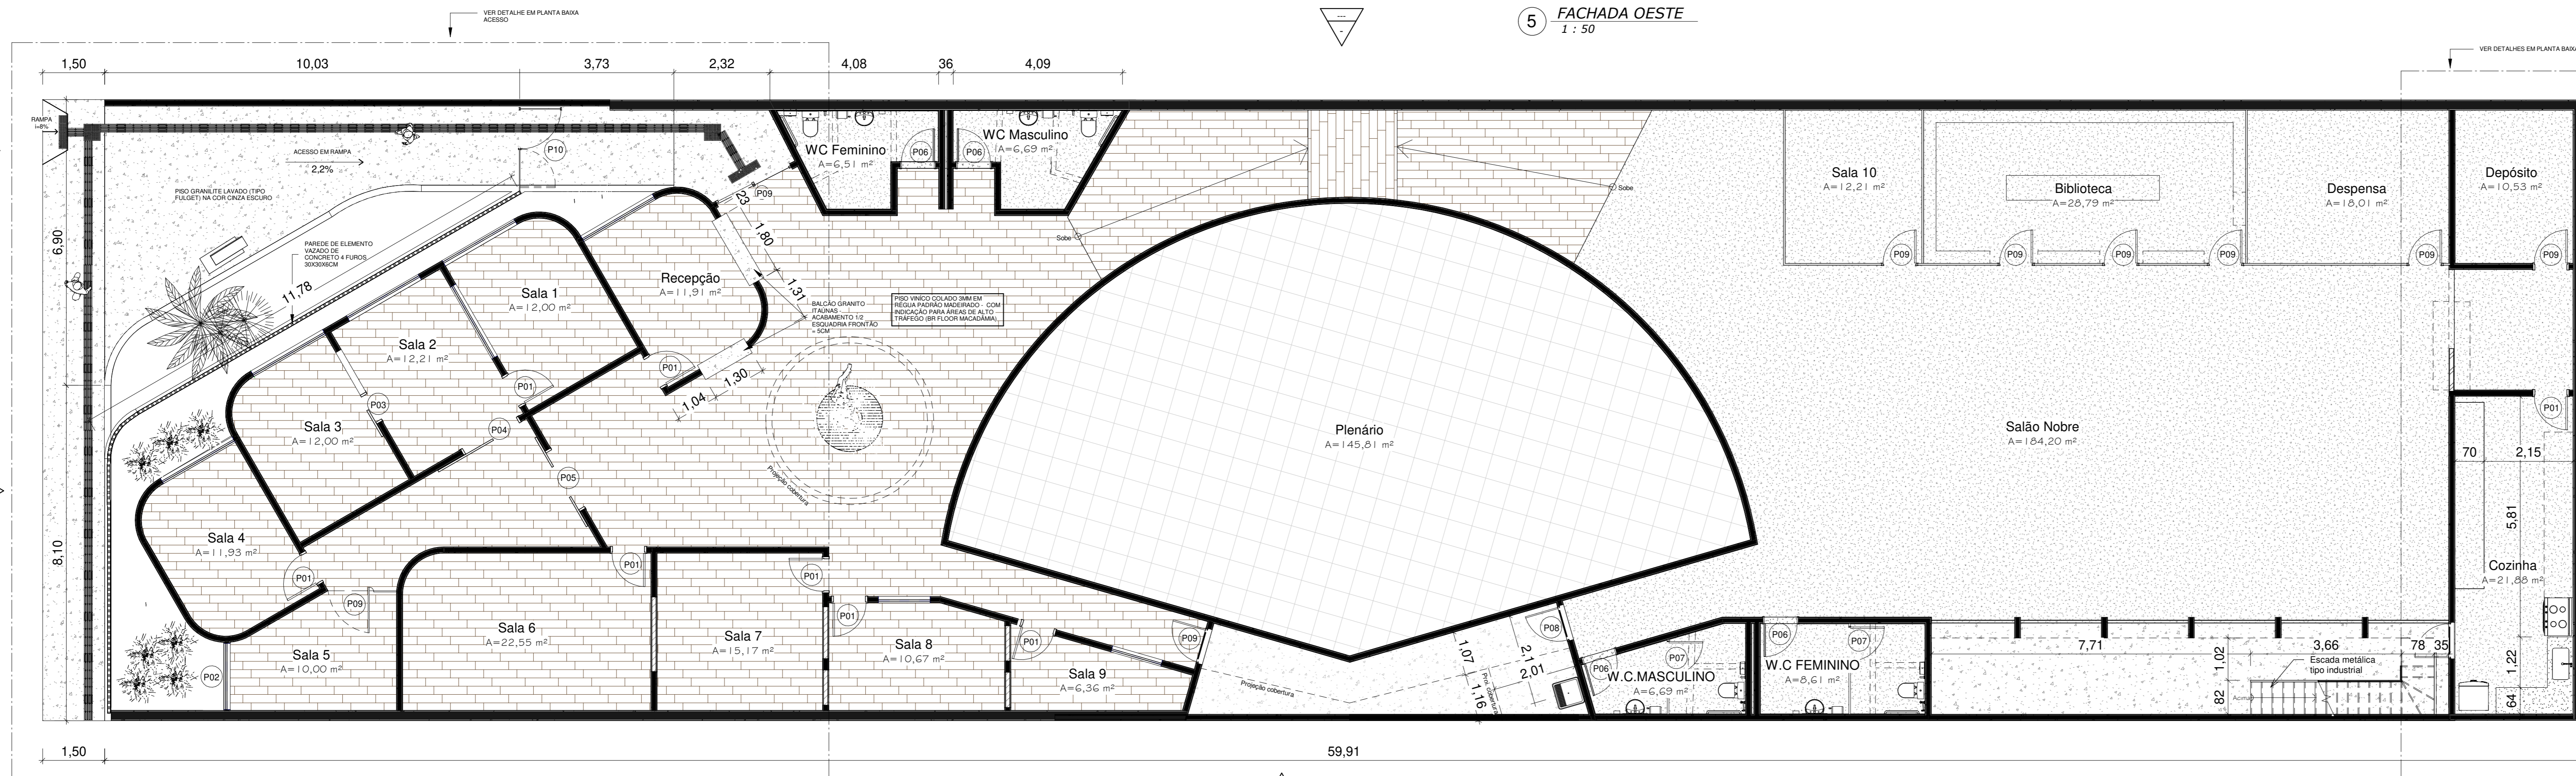 VER DETALHE EM PLANTA BAIXA
ACESSO
---
-
5
FACHADA OESTE
1 : 50
VER DETALHES EM PLANTA BAIXA
1,50
10,03
3,73
2,32
4,08
36
4,09
RAMPA
i=8%
ACESSO EM RAMPA
2,2%
P10
PISO GRANILITE LAVADO (TIPO
FULGET) NA COR CINZA ESCURO
PAREDE DE ELEMENTO
VAZADO DE
CONCRETO 4 FUROS
30X30X6CM
6,90
8,10
11,78
WC Feminino
A=6,51 m²
P06
P06
WC Masculino
A=6,69 m²
P09
23
1,80
1,31
Recepção
A=11,91 m²
BALCÃO GRANITO
ITAÚNAS -
ACABAMENTO 1/2
ESQUADRIA FRONTÃO
= 5CM
PISO VINÍCO COLADO 3MM EM
RÉGUA PADRÃO MADEIRADO - COM
INDICAÇÃO PARA ÁREAS DE ALTO
TRÁFEGO (BR FLOOR MACADÂMIA)
Sobe
Sobe
Sala 1
A=12,00 m²
Sala 2
A=12,21 m²
Sala 3
A=12,00 m²
P01
P01
P03
P04
P05
1,30
1,04
Projeção cobertura
Plenário
A=145,81 m²
Sala 10
A=12,21 m²
P09
Biblioteca
A=28,79 m²
P09
P09
P09
Despensa
A=18,01 m²
P09
Depósito
A=10,53 m²
P09
Salão Nobre
A=184,20 m²
P01
70
2,15
5,81
Cozinha
A=21,88 m²
1,22
64
Sala 4
A=11,93 m²
P01
P09
P02
Sala 5
A=10,00 m²
Sala 6
A=22,55 m²
P01
Sala 7
A=15,17 m²
P01
P01
Sala 8
A=10,67 m²
P01
Sala 9
A=6,36 m²
P09
Projeção cobertura
1,07
2,11
2,01
1,16
Proj. cobertura
P08
P06
P07
W.C.MASCULINO
A=6,69 m²
P06
P07
W.C FEMININO
A=8,61 m²
7,71
1,02
82
3,66
78
35
Escada metálica
tipo industrial
1,50
59,91